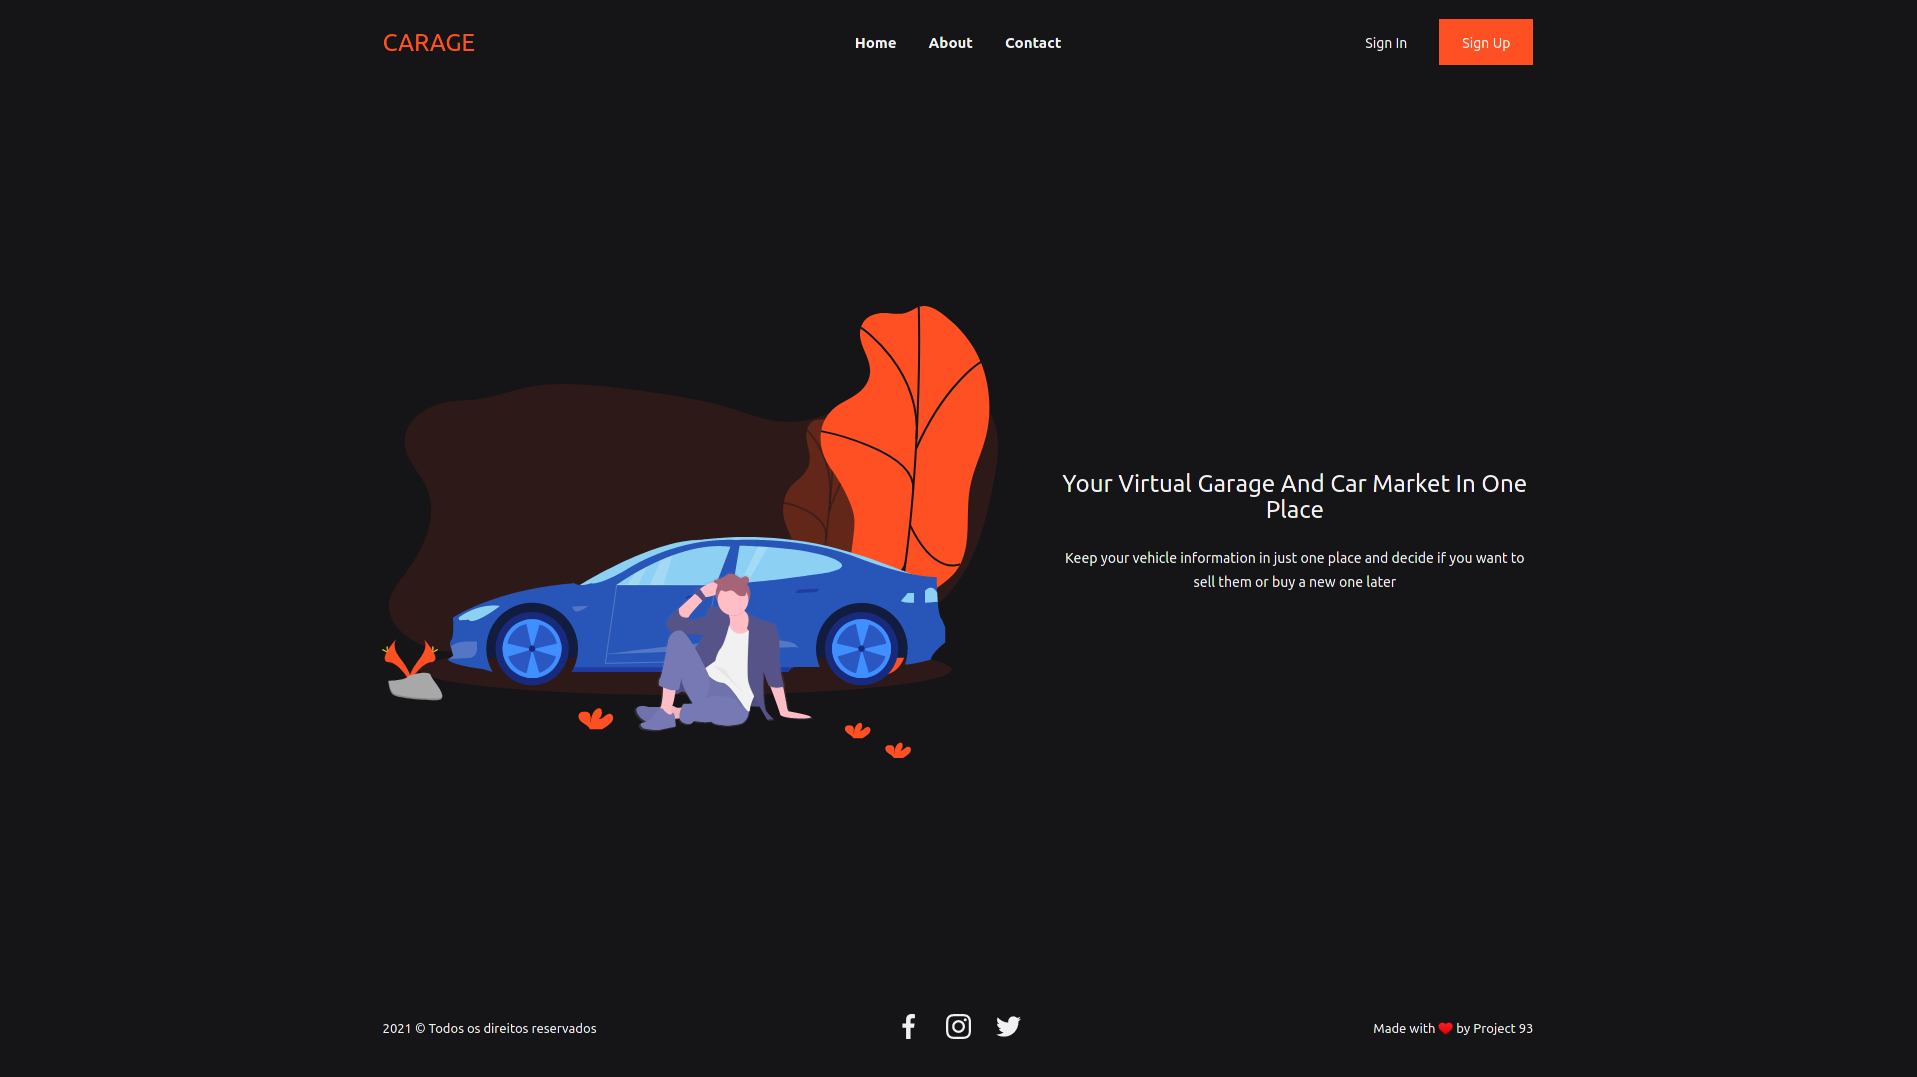 CARAGE
Home About Contact
Sign In Sign Up
Your Virtual Garage And Car Market In One
Place
Keep your vehicle information in just one place and decide if you want to
sell them or buy a new one later
2021 © Todos os direitos reservados
Made with ❤ by Project 93